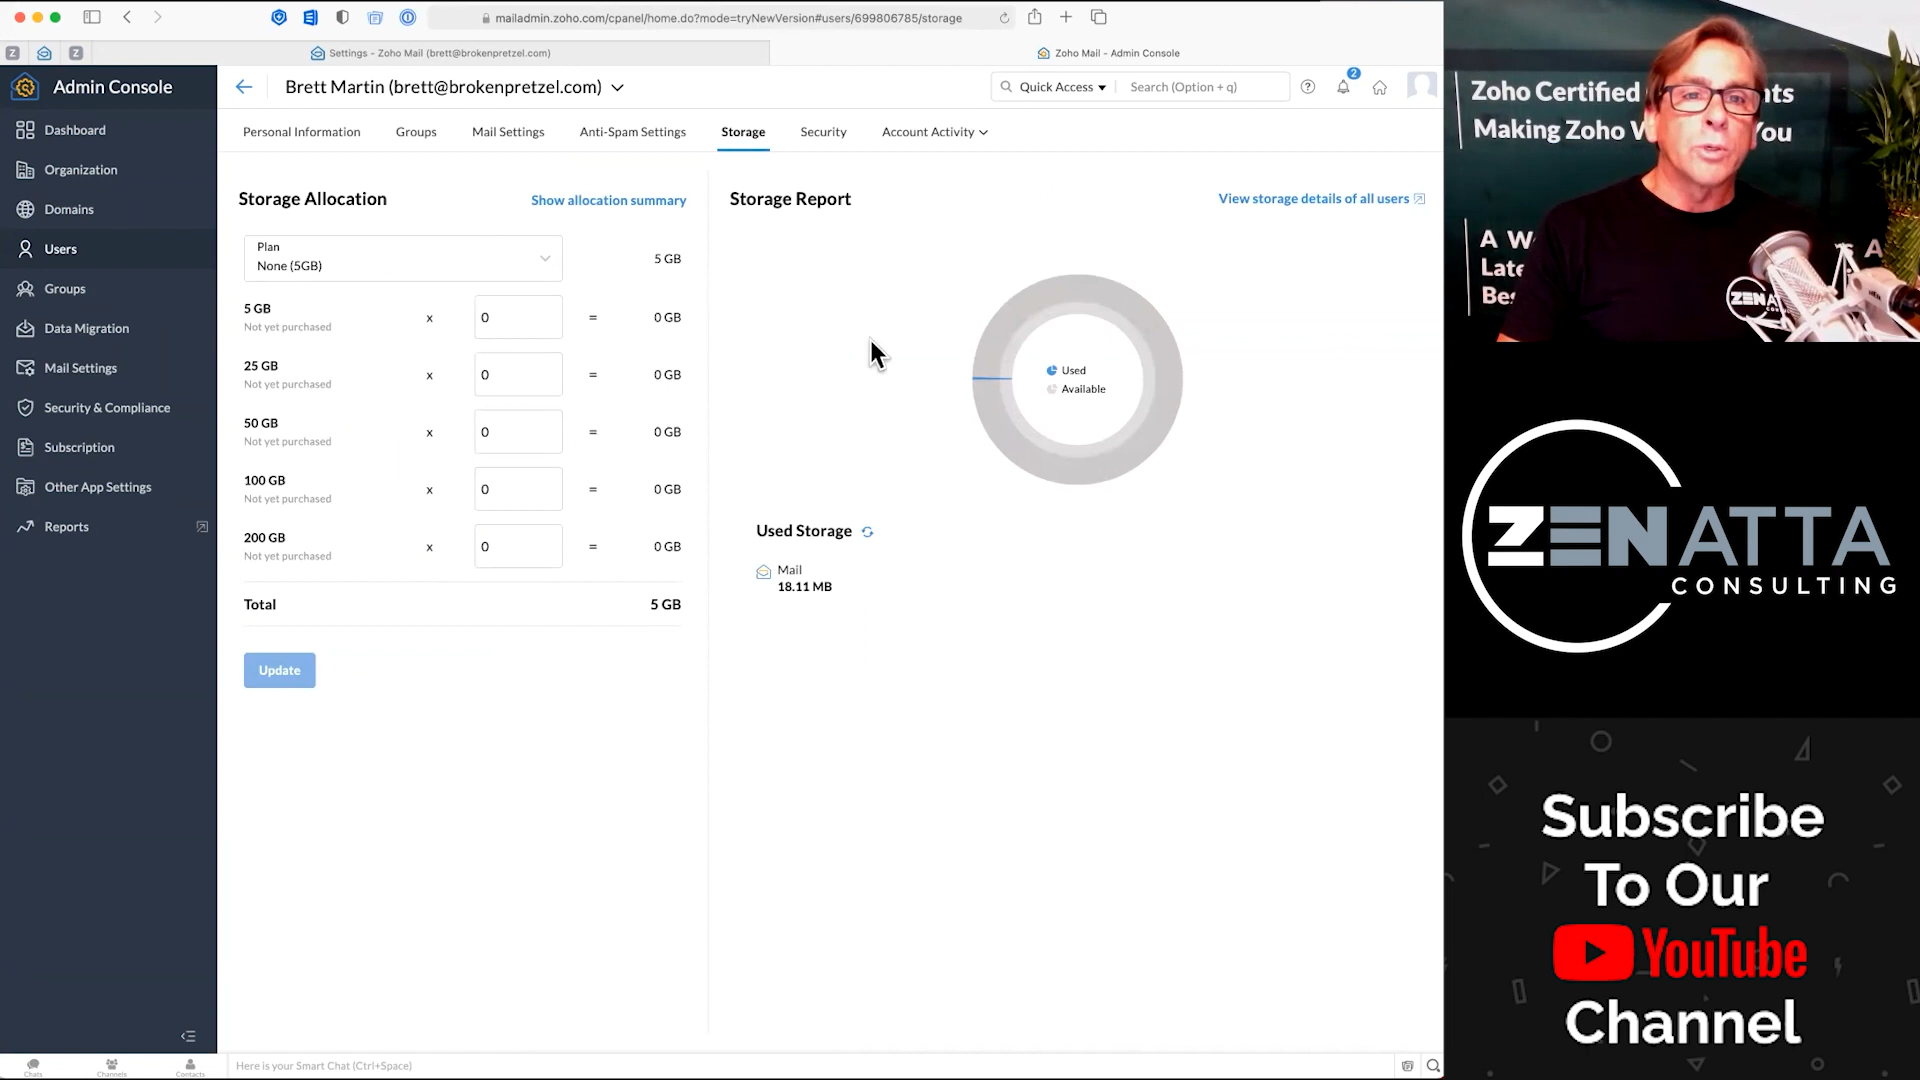 mailadmin.zoho.com/cpanel/home.do?mode=tryNewVersion#users/699806785/storage
Z
Z
Settings - Zoho Mail (brett@brokenpretzel.com)
Zoho Mail - Admin Console
Admin Console
Brett Martin (brett@brokenpretzel.com)
Quick Access
Search (Option + q)
2
Dashboard
Organization
Domains
Users
Groups
Data Migration
Mail Settings
Security & Compliance
Subscription
Other App Settings
Reports
Personal Information
Groups
Mail Settings
Anti-Spam Settings
Storage
Security
Account Activity
Storage Allocation
Show allocation summary
Plan
None (5GB)
5 GB
5 GB
Not yet purchased
x
0
=
0 GB
25 GB
Not yet purchased
x
0
=
0 GB
50 GB
Not yet purchased
x
0
=
0 GB
100 GB
Not yet purchased
x
0
=
0 GB
200 GB
Not yet purchased
x
0
=
0 GB
Total
5 GB
Update
Storage Report
View storage details of all users
Used
Available
Used Storage
Mail
18.11 MB
Chats
Channels
Contacts
Here is your Smart Chat (Ctrl+Space)
Zoho Certified
Making Zoho
You
A
ZENATTA
CONSULTING
Subscribe
To Our
YouTube
Channel